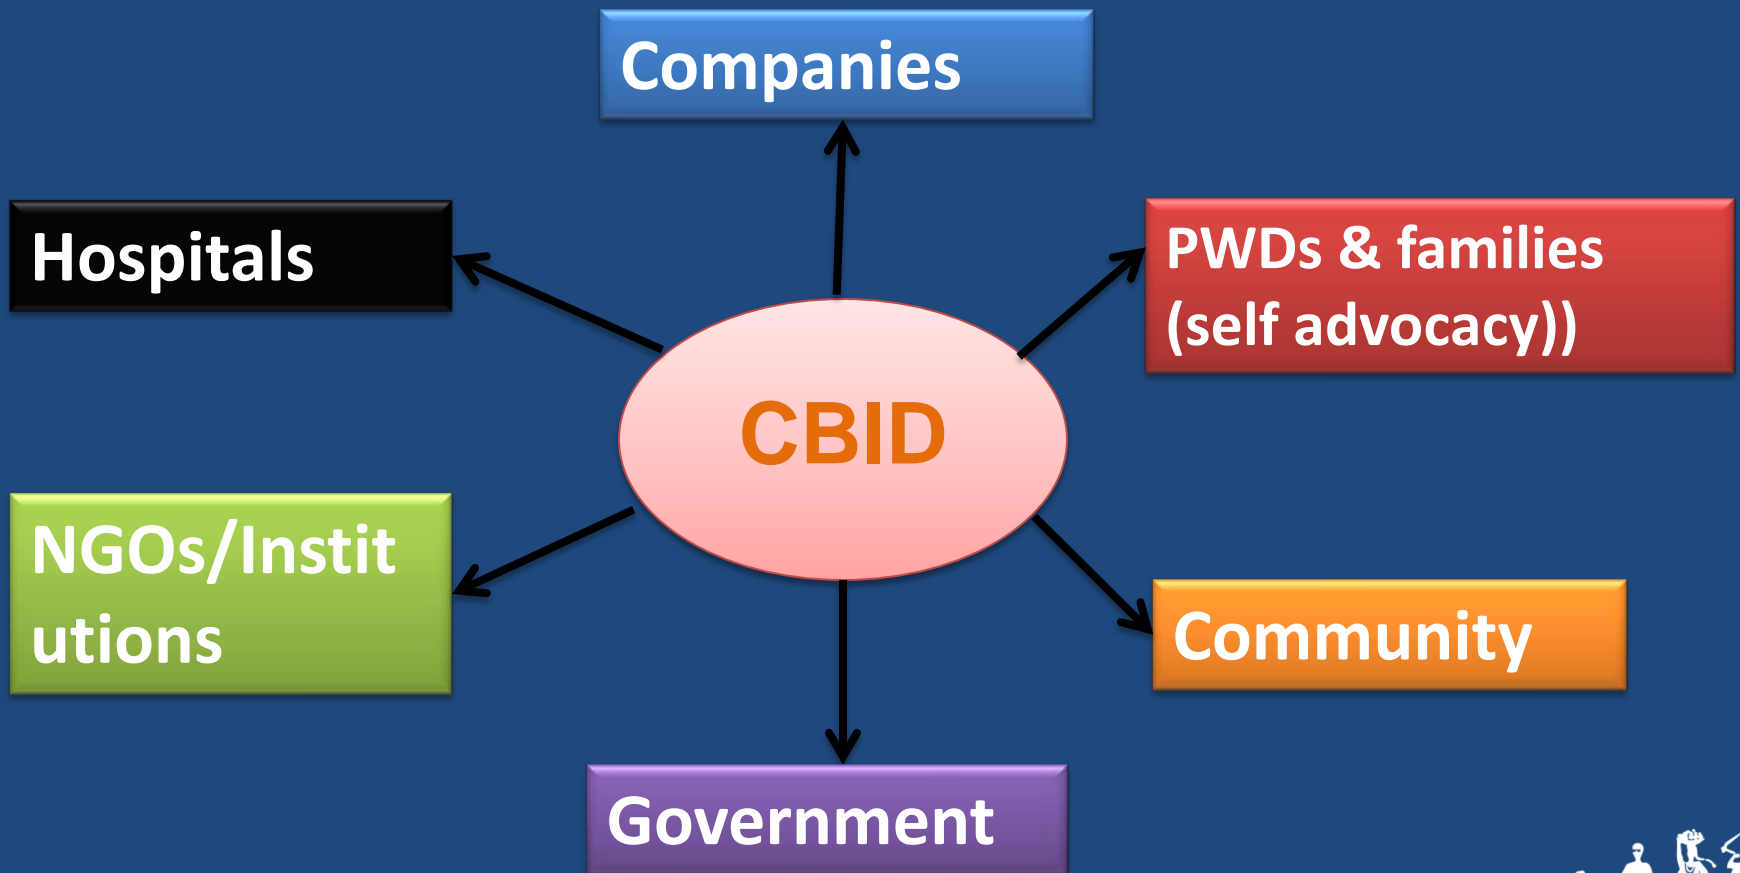 Companies
Hospitals
PWDs & families
(self advocacy))
CBID
NGOs/Instit
utions
Community
Government